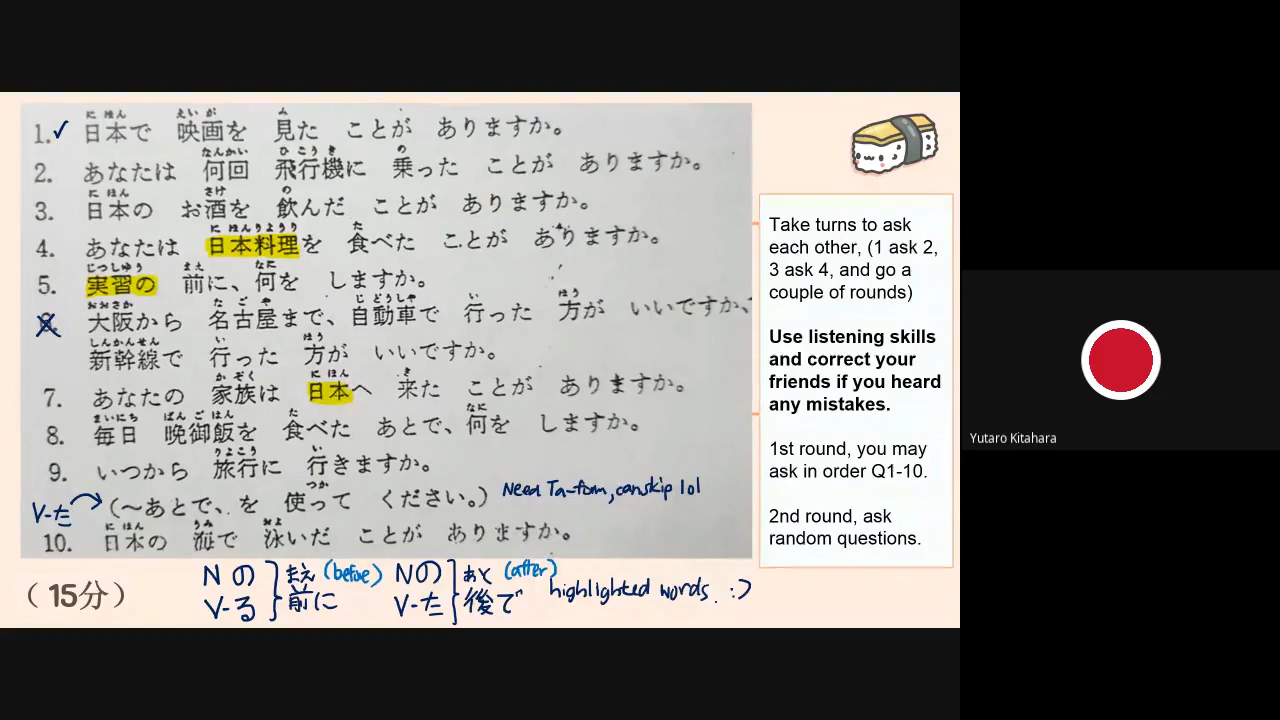 1.✓ 日本で 映画を 見た ことが ありますか。
2. あなたは 何回 飛行機に 乗った ことが ありますか。
3. 日本の お酒を 飲んだ ことが ありますか。
4. あなたは 日本料理を 食べた ことが ありますか。
5. 実習の 前に、何を しますか。
6. 大阪から 名古屋まで、自動車で 行った 方が いいですか、
新幹線で 行った 方が いいですか。
7. あなたの 家族は 日本へ 来た ことが ありますか。
8. 毎日 晩御飯を 食べた あとで、何を しますか。
9. いつから 旅行に 行きますか。
V-た (〜あとで、を 使って ください。) Need Ta-form, can skip lol
10. 日本の 海で 泳いだ ことが ありますか。
Nの
V-る
まえ (before)
前に
Nの
V-た
あと (after)
後で
highlighted words. :)
(15分)
Take turns to ask
each other, (1 ask 2,
3 ask 4, and go a
couple of rounds)
Use listening skills
and correct your
friends if you heard
any mistakes.
1st round, you may
ask in order Q1-10.
2nd round, ask
random questions.
Yutaro Kitahara